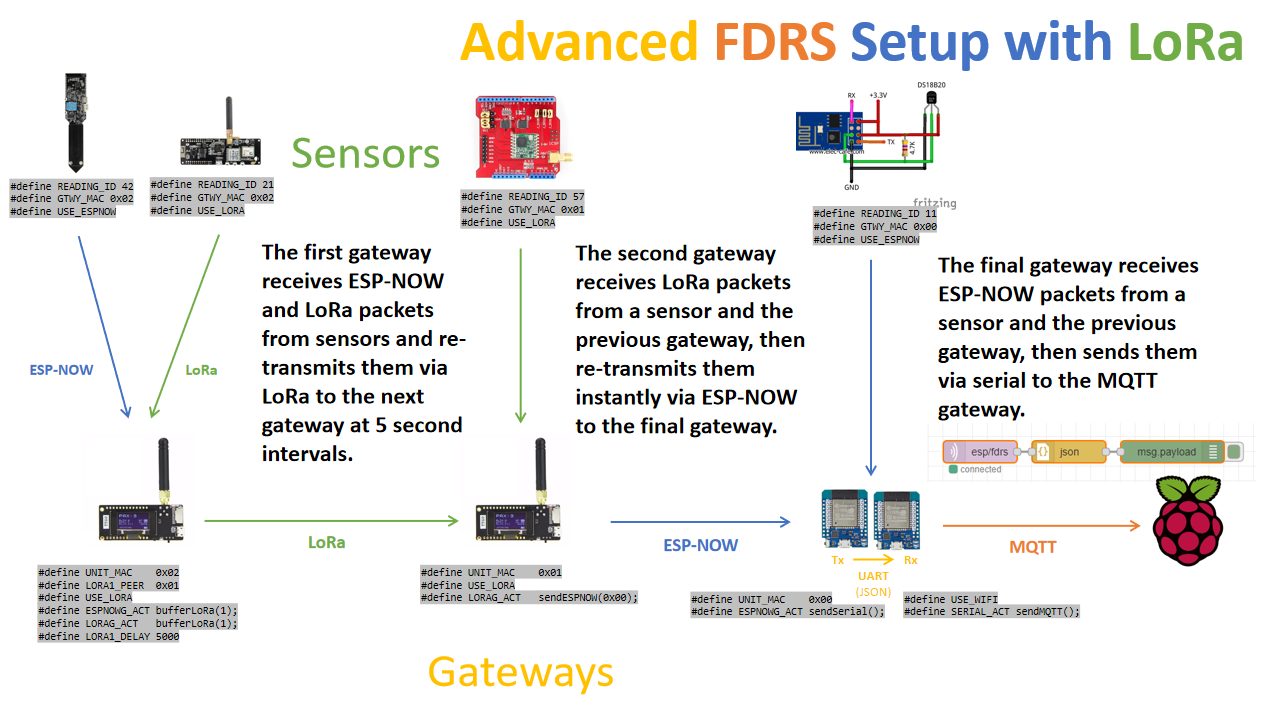 Advanced FDRS Setup with LoRa
Sensors
#define READING_ID 42
#define GTWY_MAC 0x02
#define USE_ESPNOW
#define READING_ID 21
#define GTWY_MAC 0x02
#define USE_LORA
#define READING_ID 57
#define GTWY_MAC 0x01
#define USE_LORA
RX
+3.3V
DS18B20
TX
4.7K
GND
fritzing
#define READING_ID 11
#define GTWY_MAC 0x00
#define USE_ESPNOW
ESP-NOW
LoRa
The first gateway
receives ESP-NOW
and LoRa packets
from sensors and re-
transmits them via
LoRa to the next
gateway at 5 second
intervals.
The second gateway
receives LoRa packets
from a sensor and the
previous gateway, then
re-transmits them
instantly via ESP-NOW
to the final gateway.
The final gateway receives
ESP-NOW packets from a
sensor and the previous
gateway, then sends them
via serial to the MQTT
gateway.
esp/fdrs
json
msg.payload
connected
LoRa
ESP-NOW
Tx
Rx
UART
(JSON)
MQTT
#define UNIT_MAC 0x02
#define LORA1_PEER 0x01
#define USE_LORA
#define ESPNOWG_ACT bufferLoRa(1);
#define LORAG_ACT bufferLoRa(1);
#define LORA1_DELAY 5000
#define UNIT_MAC 0x01
#define USE_LORA
#define LORAG_ACT sendESPNOW(0x00);
#define UNIT_MAC 0x00
#define ESPNOWG_ACT sendSerial();
#define USE_WIFI
#define SERIAL_ACT sendMQTT();
Gateways